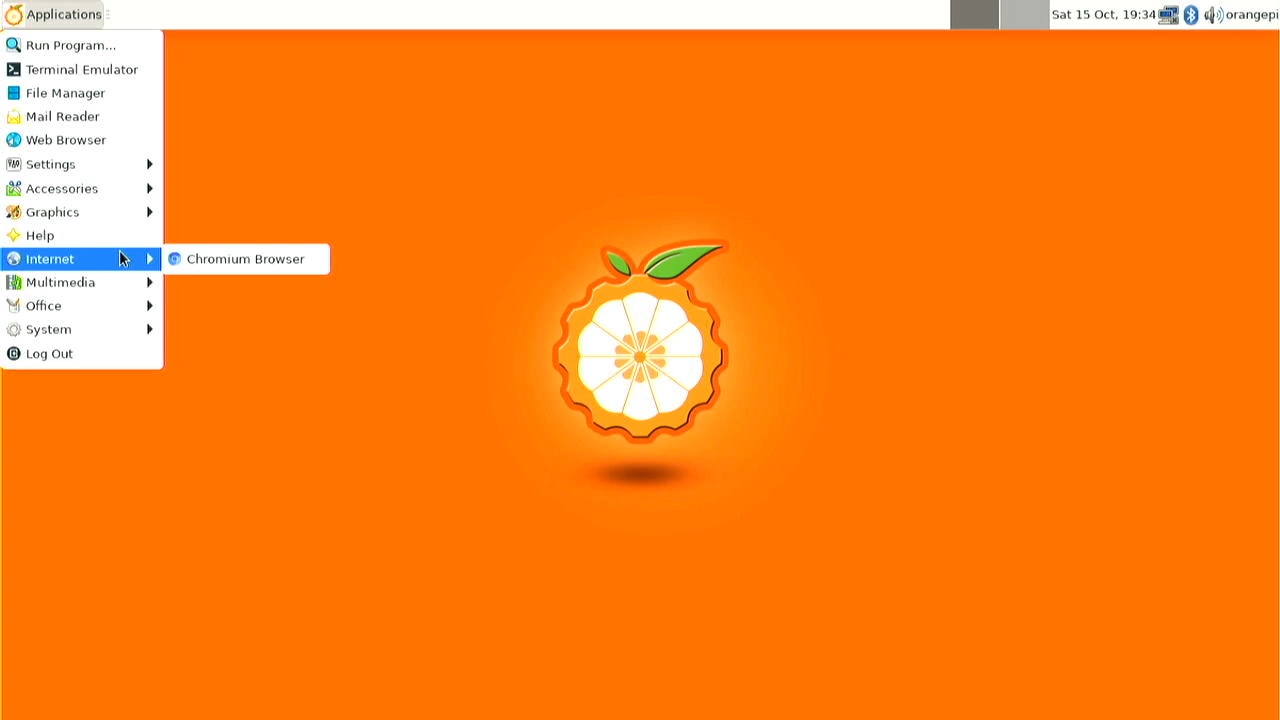 Applications
Sat 15 Oct, 19:34
orangepi
Run Program...
Terminal Emulator
File Manager
Mail Reader
Web Browser
Settings
Accessories
Graphics
Help
Internet
Chromium Browser
Multimedia
Office
System
Log Out